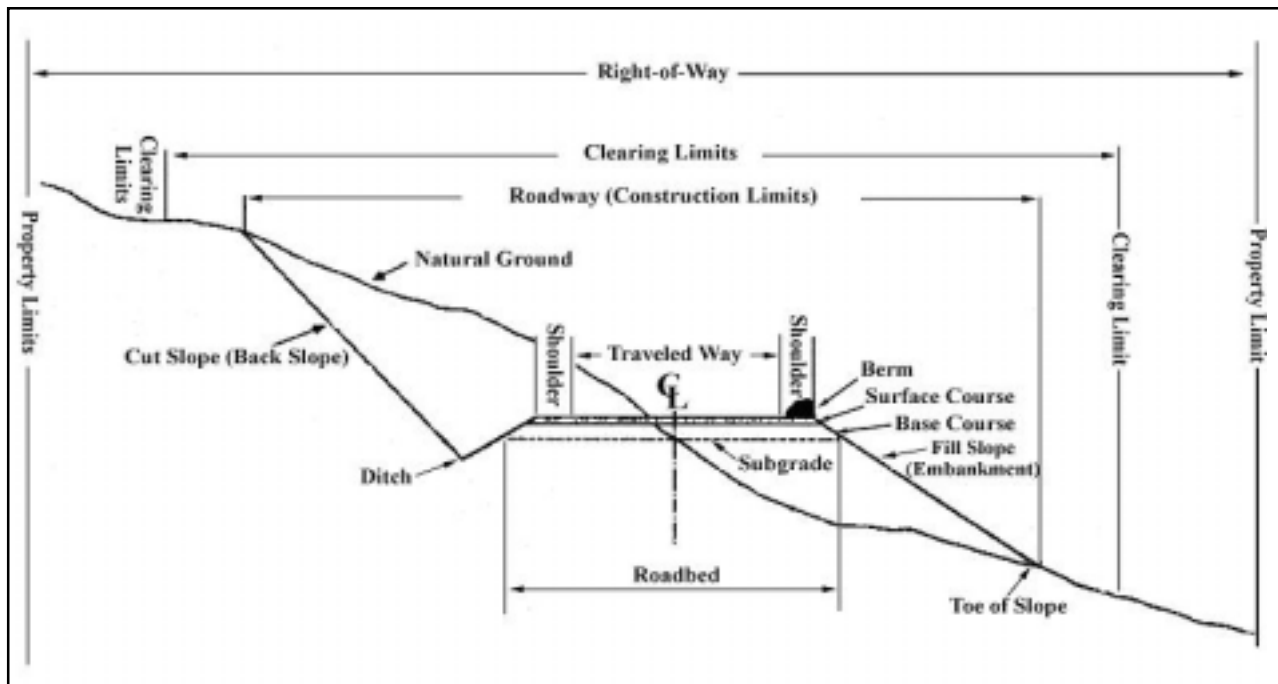 Right-of-Way
Clearing Limits
Clearing
Limits
Roadway (Construction Limits)
Property Limits
Natural Ground
Clearing Limit
Property Limit
Cut Slope (Back Slope)
Shoulder
Traveled Way
Shoulder
CL
Berm
Surface Course
Base Course
Fill Slope
(Embankment)
Subgrade
Ditch
Roadbed
Toe of Slope